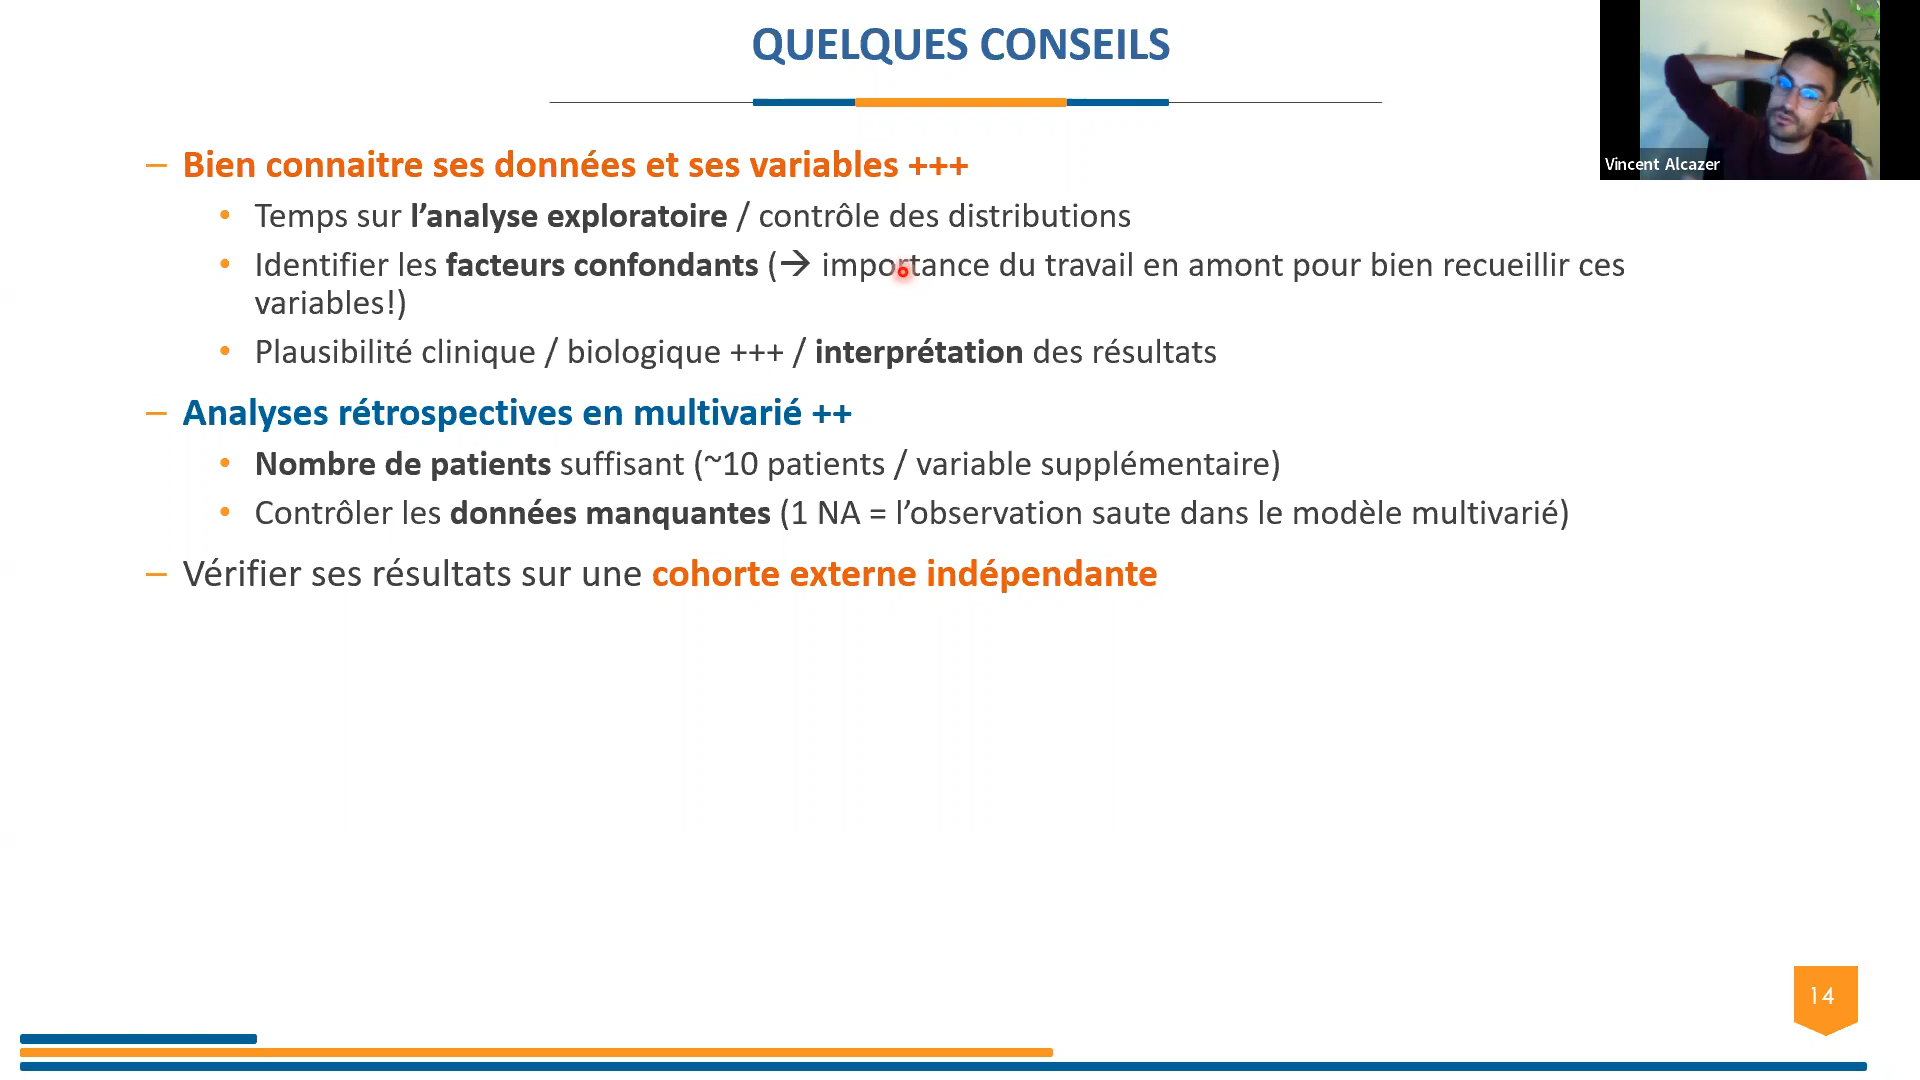 QUELQUES CONSEILS
Vincent Alcazer
– Bien connaitre ses données et ses variables +++
• Temps sur l’analyse exploratoire / contrôle des distributions
• Identifier les facteurs confondants (→ importance du travail en amont pour bien recueillir ces
variables!)
• Plausibilité clinique / biologique +++ / interprétation des résultats
– Analyses rétrospectives en multivarié ++
• Nombre de patients suffisant (~10 patients / variable supplémentaire)
• Contrôler les données manquantes (1 NA = l’observation saute dans le modèle multivarié)
– Vérifier ses résultats sur une cohorte externe indépendante
14